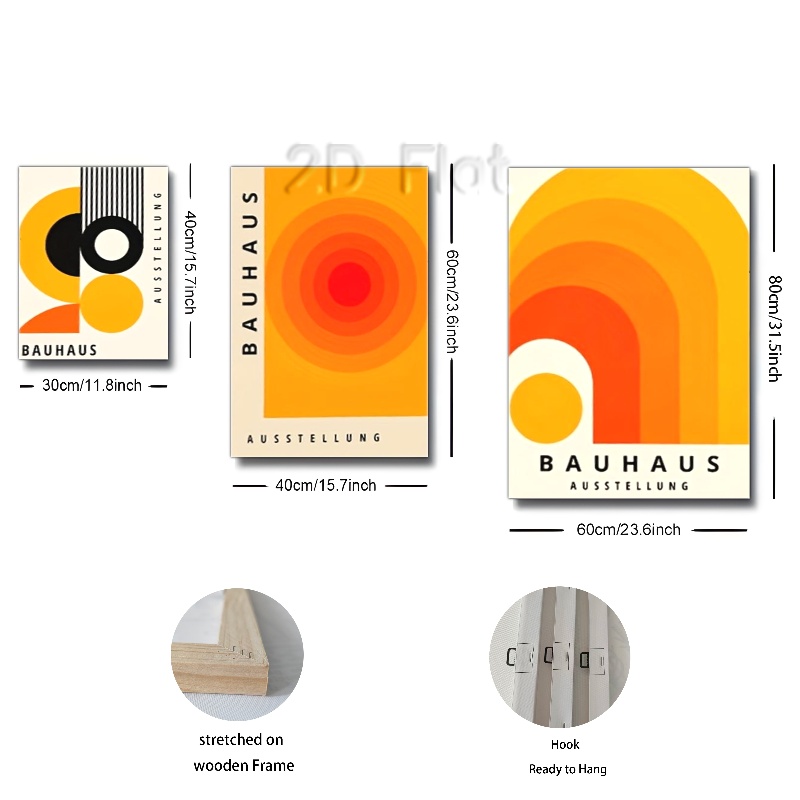 2D Flat
AUSSTELLUNG
BAUHAUS
40cm/15.7inch
30cm/11.8inch
BAUHAUS
AUSSTELLUNG
60cm/23.6inch
40cm/15.7inch
BAUHAUS
AUSSTELLUNG
80cm/31.5inch
60cm/23.6inch
stretched on
wooden Frame
Hook
Ready to Hang